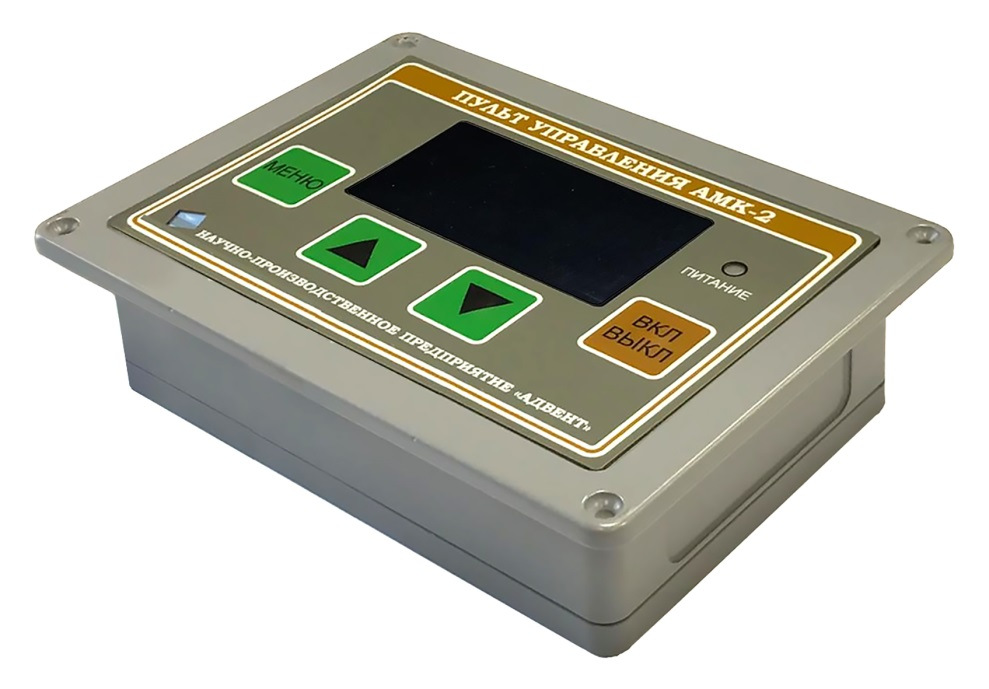 ПУЛЬТ УПРАВЛЕНИЯ АМК-2
МЕНЮ
ПИТАНИЕ
ВКЛ
ВЫКЛ
НАУЧНО-ПРОИЗВОДСТВЕННОЕ ПРЕДПРИЯТИЕ «АДВЕНТ»